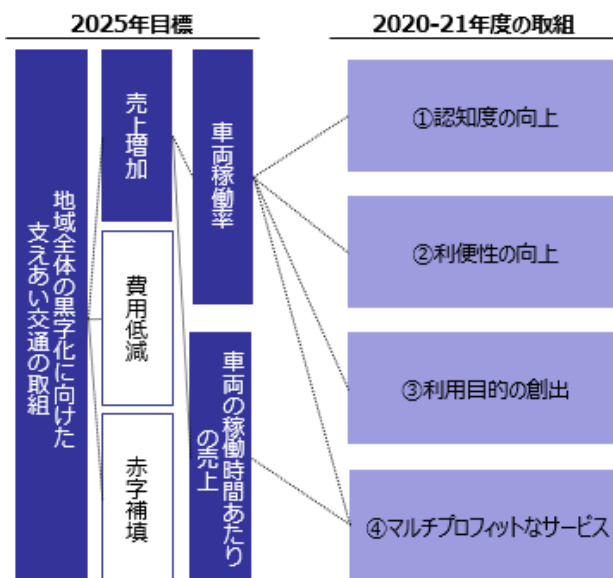 2025年目標
2020-21年度の取組
地域全体の黒字化に向けた
支えあい交通の取組
売上増加
費用低減
赤字補填
車両稼働率
車両の稼働時間あたり
の売上
①認知度の向上
②利便性の向上
③利用目的の創出
④マルチプロフィットなサービス